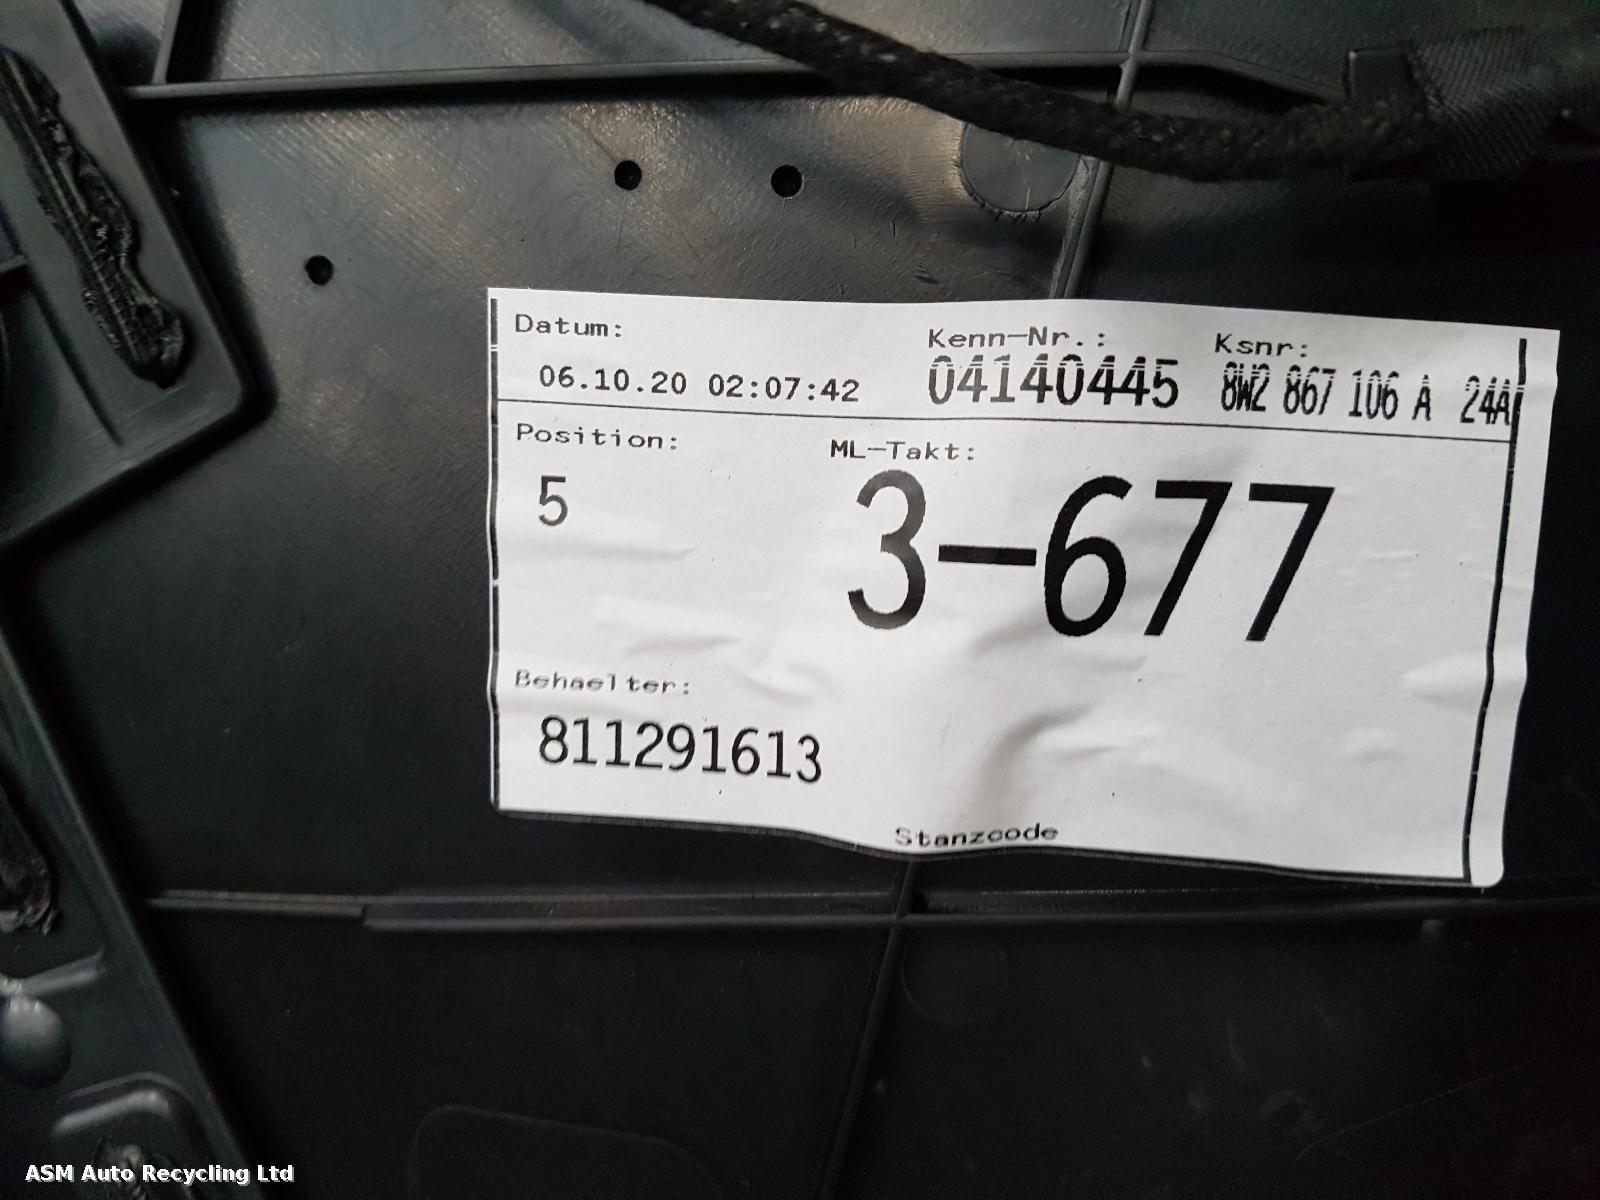 Datum: Kenn-Nr.: Ksnr:
06.10.20 02:07:42 04140445 8W2 867 106 A 24A
Position: ML-Takt:
5 3-677
Behaelter:
811291613
Stanzcode
ASM Auto Recycling Ltd